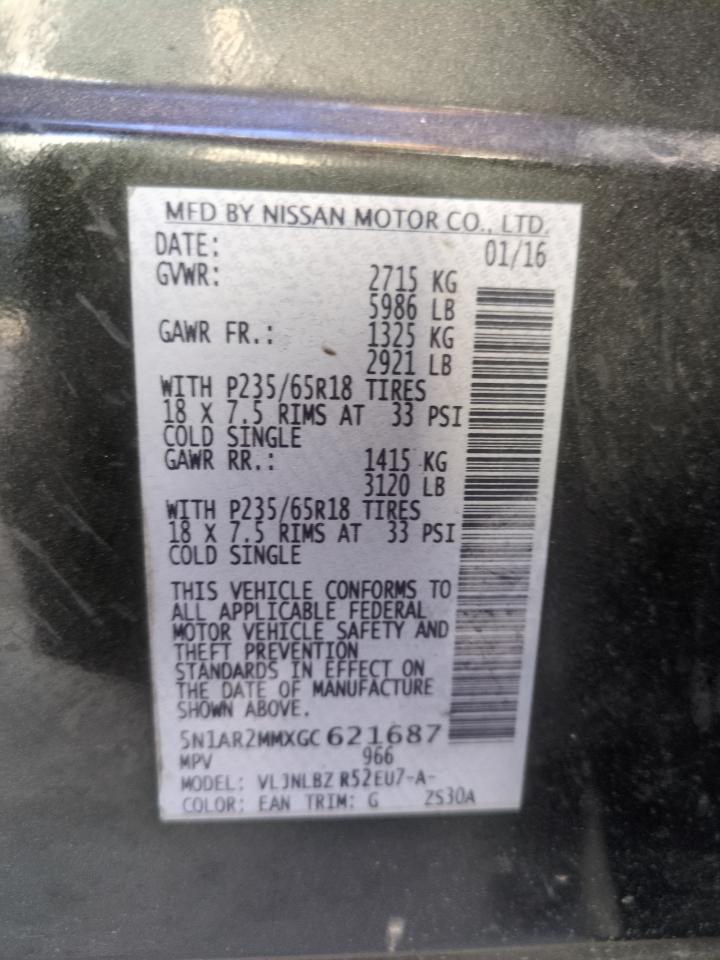 MFD BY NISSAN MOTOR CO., LTD.
DATE: 01/16
GVWR: 2715 KG
5986 LB
GAWR FR.: 1325 KG
2921 LB
WITH P235/65R18 TIRES
18 X 7.5 RIMS AT 33 PSI
COLD SINGLE
GAWR RR.: 1415 KG
3120 LB
WITH P235/65R18 TIRES
18 X 7.5 RIMS AT 33 PSI
COLD SINGLE
THIS VEHICLE CONFORMS TO
ALL APPLICABLE FEDERAL
MOTOR VEHICLE SAFETY AND
THEFT PREVENTION
STANDARDS IN EFFECT ON
THE DATE OF MANUFACTURE
SHOWN ABOVE.
5N1AR2MMXGC 621687
MPV 966
MODEL: VLJNLBZ R52EU7-A-
COLOR: EAN TRIM: G ZS30A